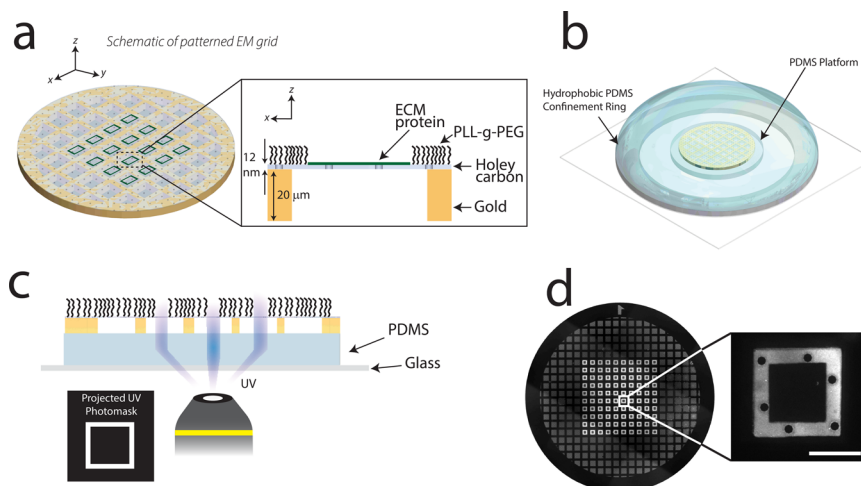 a
Schematic of patterned EM grid
z
x
y
z
x
ECM
protein
PLL-g-PEG
12
nm
Holey
carbon
20 μm
Gold
b
PDMS Platform
Hydrophobic PDMS
Confinement Ring
c
PDMS
Glass
UV
Projected UV
Photomask
d